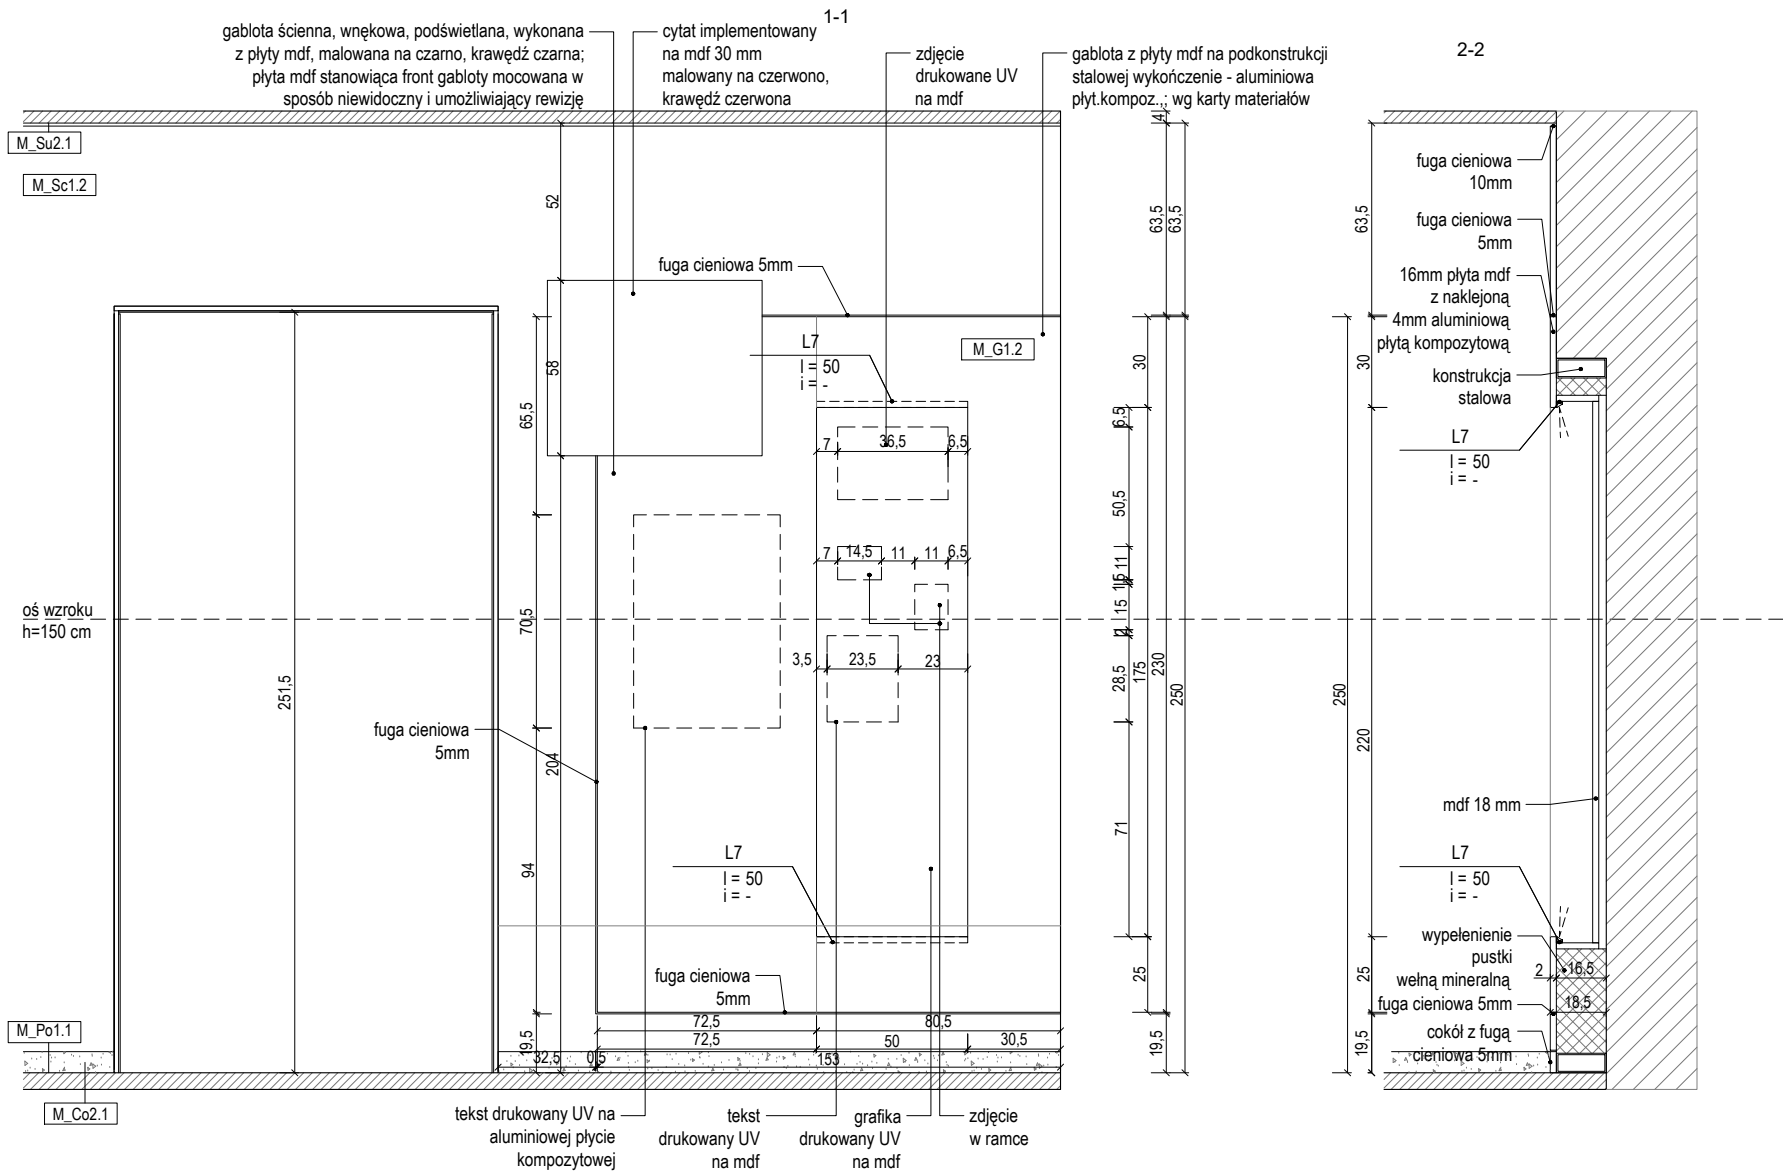 1-1
2-2
gablota ścienna, wnękowa, podświetlana, wykonana
z płyty mdf, malowana na czarno, krawędź czarna;
płyta mdf stanowiąca front gabloty mocowana w
sposób niewidoczny i umożliwiający rewizję
cytat implementowany
na mdf 30 mm
malowany na czerwono,
krawędź czerwona
zdjęcie
drukowane UV
na mdf
gablota z płyty mdf na podkonstrukcji
stalowej wykończenie - aluminiowa
płyt.kompoz.,; wg karty materiałów
M_Su2.1
M_Sc1.2
fuga cieniowa 5mm
L7
l = 50
i = -
M_G1.2
52
58
204
65,5
70,5
94
19,5
251,5
7
36,5
6,5
7
14,5
11
11
6,5
3,5
23,5
23
oś wzroku
h=150 cm
fuga cieniowa
5mm
L7
l = 50
i = -
fuga cieniowa
5mm
72,5
80,5
72,5
50
30,5
32,5
0,5
153
M_Po1.1
M_Co2.1
tekst drukowany UV na
aluminiowej płycie
kompozytowej
tekst
drukowany UV
na mdf
grafika
drukowany UV
na mdf
zdjęcie
w ramce
4
63,5
63,5
30
6,5
50,5
11
1,5
15
2
28,5
175
230
250
71
25
19,5
63,5
30
250
220
25
19,5
fuga cieniowa
10mm
fuga cieniowa
5mm
16mm płyta mdf
z naklejoną
4mm aluminiową
płytą kompozytową
konstrukcja
stalowa
L7
l = 50
i = -
mdf 18 mm
L7
l = 50
i = -
wypełenienie
pustki
wełną mineralną
2
16,5
fuga cieniowa 5mm
18,5
cokół z fugą
cieniowa 5mm